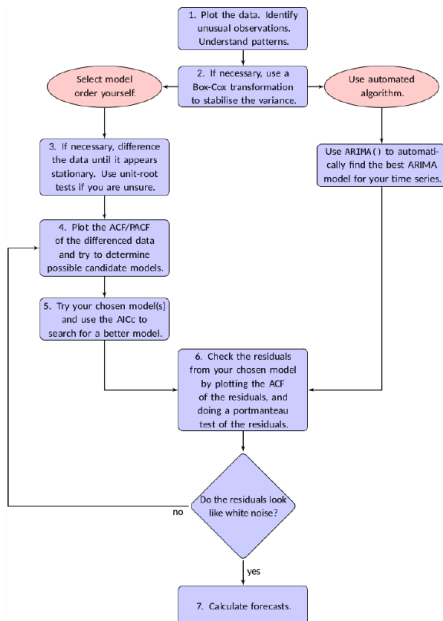 1. Plot the data. Identify
unusual observations.
Understand patterns.
Select model
order yourself.
2. If necessary, use a
Box-Cox transformation
to stabilise the variance.
Use automated
algorithm.
3. If necessary, difference
the data until it appears
stationary. Use unit-root
tests if you are unsure.
Use ARIMA() to automati-
cally find the best ARIMA
model for your time series.
4. Plot the ACF/PACF
of the differenced data
and try to determine
possible candidate models.
5. Try your chosen model(s)
and use the AICc to
search for a better model.
6. Check the residuals
from your chosen model
by plotting the ACF
of the residuals, and
doing a portmanteau
test of the residuals.
Do the residuals look
like white noise?
no
yes
7. Calculate forecasts.